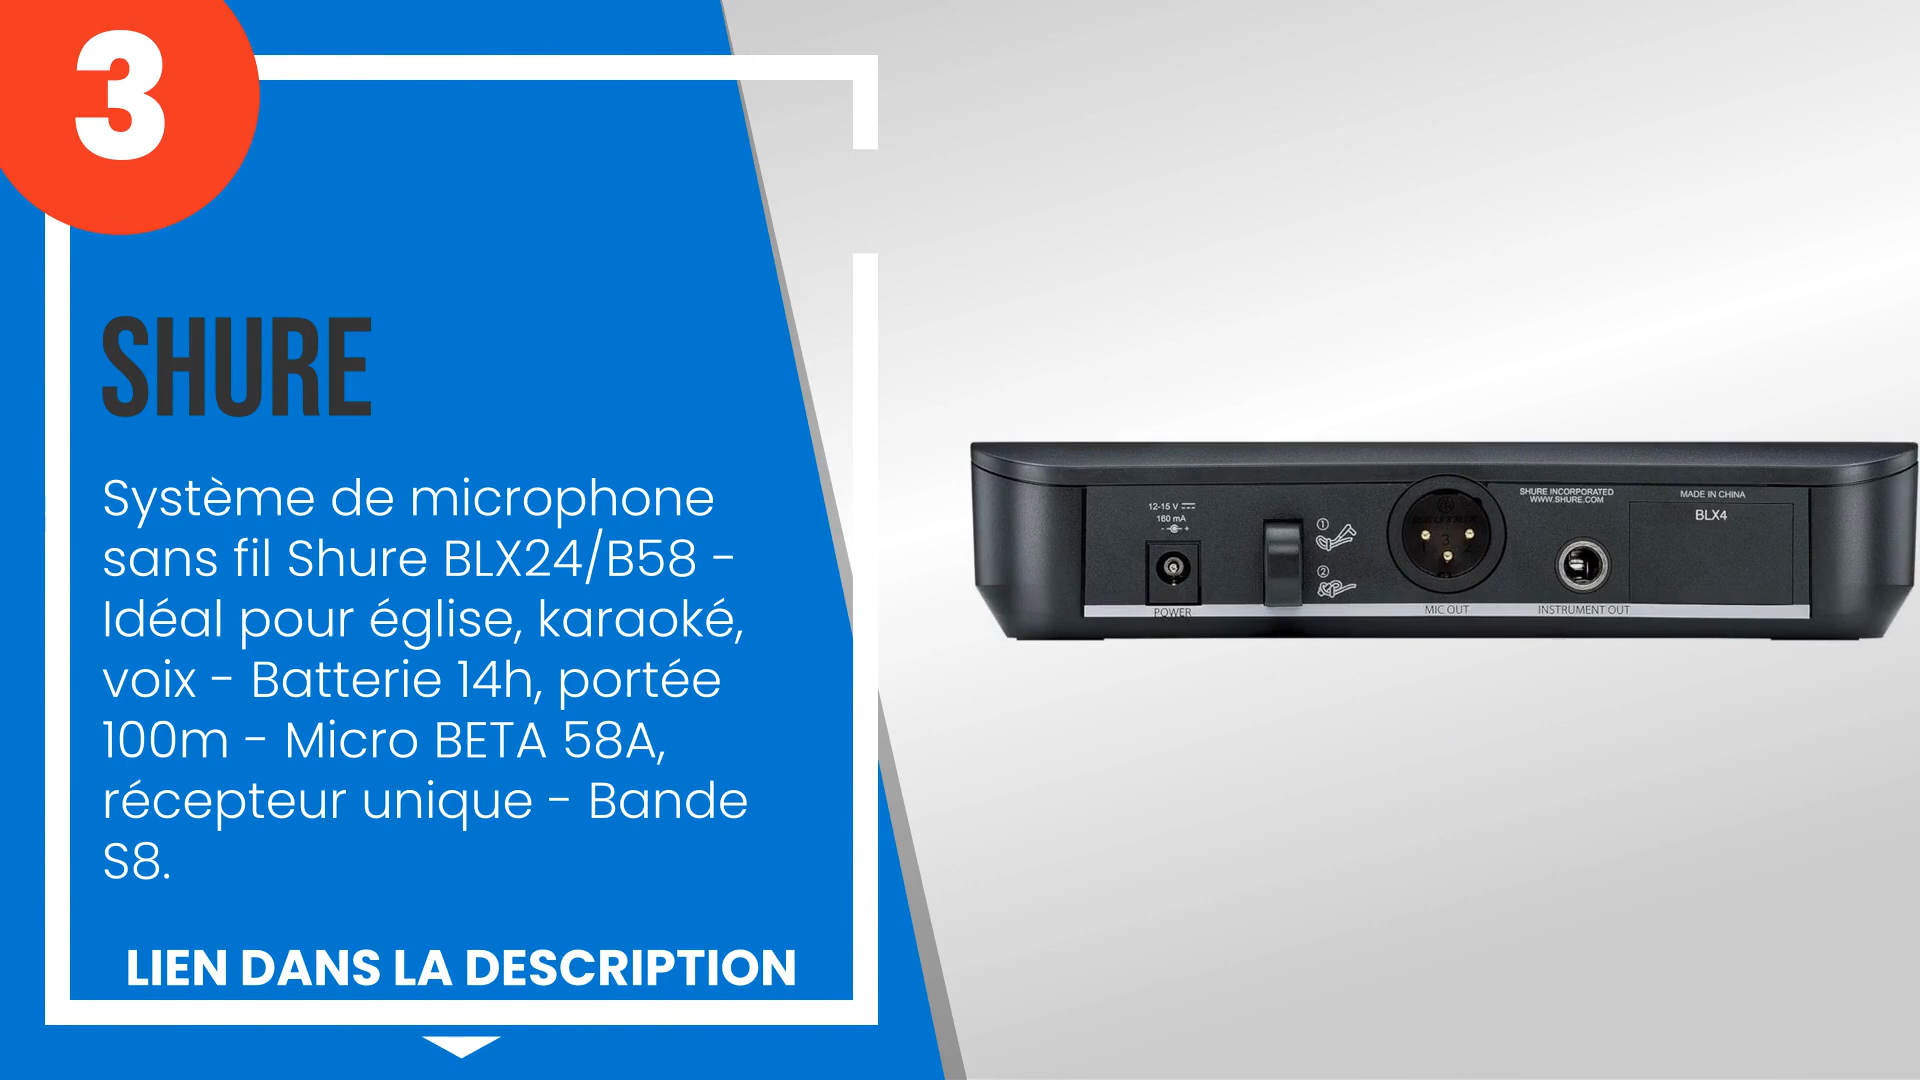 3
SHURE
Système de microphone
sans fil Shure BLX24/B58 -
Idéal pour église, karaoké,
voix - Batterie 14h, portée
100m - Micro BETA 58A,
récepteur unique - Bande
S8.
LIEN DANS LA DESCRIPTION
12-15 V
160 mA
- +
POWER
1
2
MIC OUT
SHURE INCORPORATED
WWW.SHURE.COM
INSTRUMENT OUT
MADE IN CHINA
BLX4